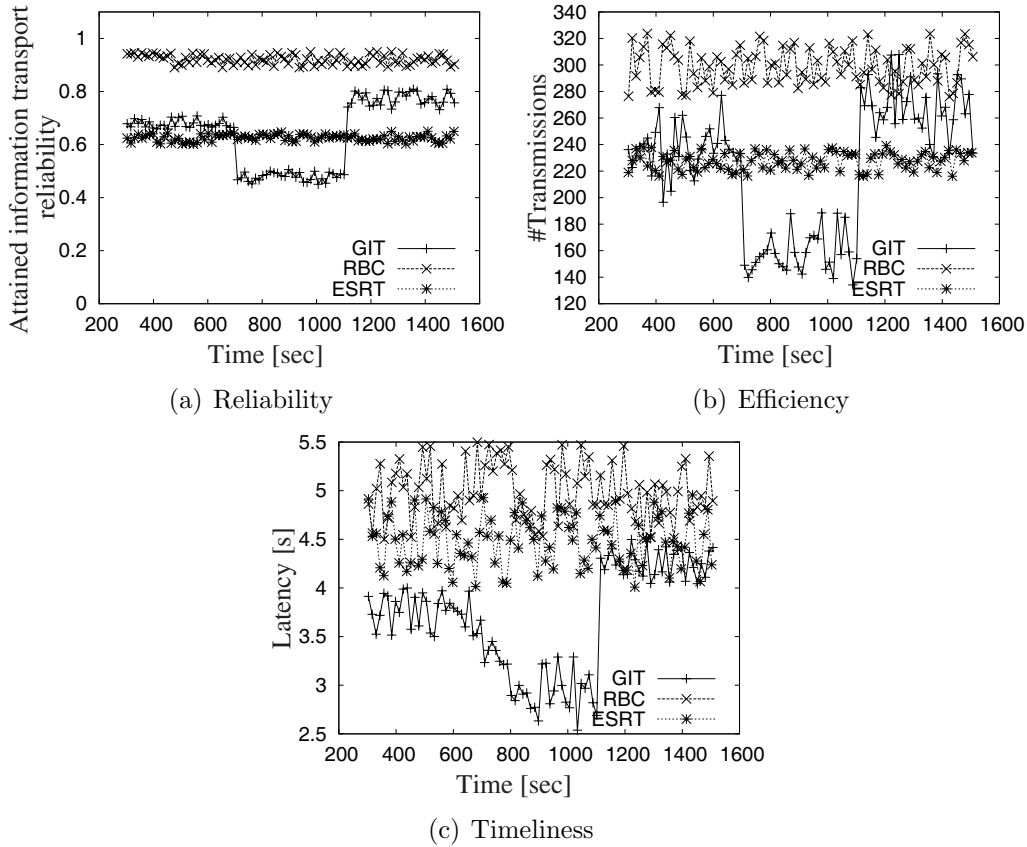 Attained information transport
reliability
1
0.8
0.6
0.4
0.2
0
GIT
RBC
ESRT
200 400 600 800 1000 1200 1400 1600
Time [sec]
(a) Reliability
#Transmissions
340
320
300
280
260
240
220
200
180
160
140
120
GIT
RBC
ESRT
200 400 600 800 1000 1200 1400 1600
Time [sec]
(b) Efficiency
Latency [s]
5.5
5
4.5
4
3.5
3
2.5
GIT
RBC
ESRT
200 400 600 800 1000 1200 1400 1600
Time [sec]
(c) Timeliness